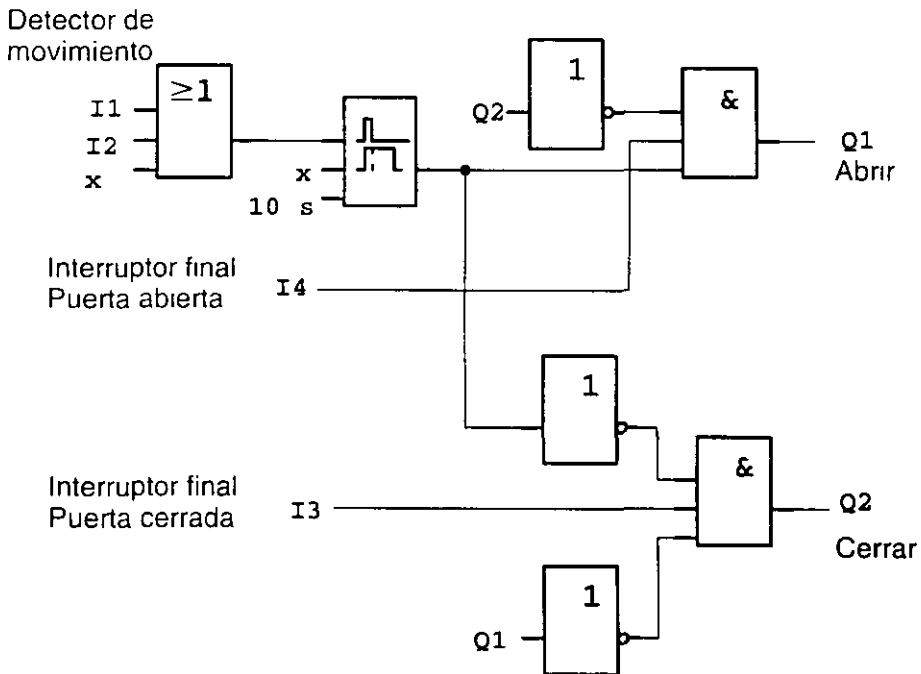 Detector de
movimiento
≥1
I1
I2
x
x
10 s
1
Q2
&
Q1
Abrir
Interruptor final
Puerta abierta
I4
1
Interruptor final
Puerta cerrada
I3
&
Q2
Cerrar
1
Q1